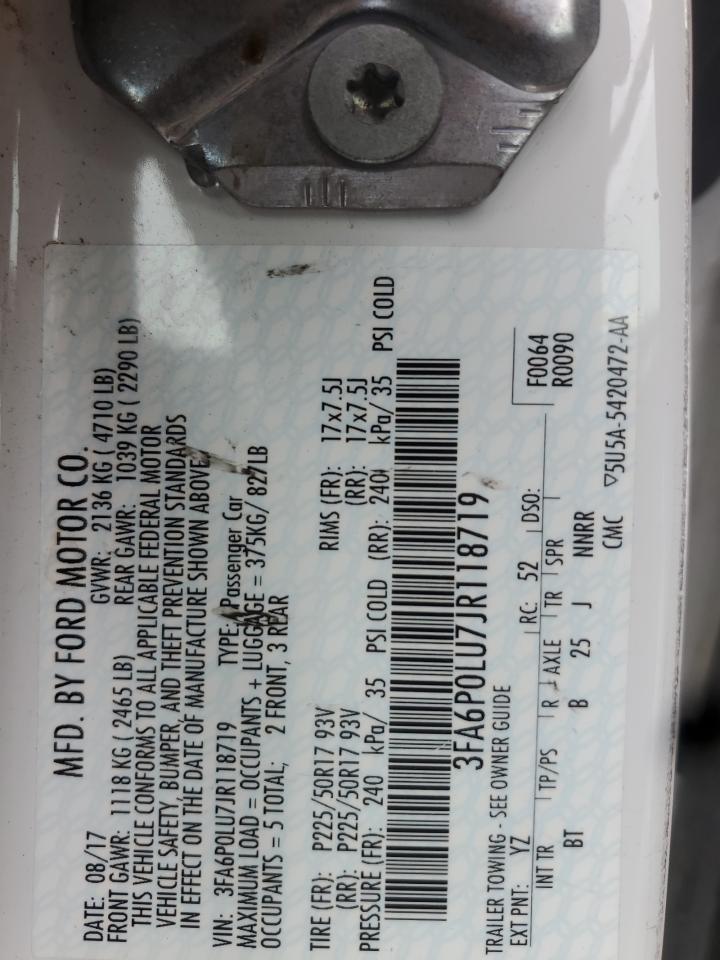 MFD. BY FORD MOTOR CO.
DATE: 08/17 GVWR: 2136 KG ( 4710 LB)
FRONT GAWR: 1118 KG ( 2465 LB) REAR GAWR: 1039 KG ( 2290 LB)
THIS VEHICLE CONFORMS TO ALL APPLICABLE FEDERAL MOTOR
VEHICLE SAFETY, BUMPER, AND THEFT PREVENTION STANDARDS
IN EFFECT ON THE DATE OF MANUFACTURE SHOWN ABOVE.
VIN: 3FA6P0LU7JR118719 TYPE: Passenger Car
MAXIMUM LOAD = OCCUPANTS + LUGGAGE = 375KG/ 827LB
OCCUPANTS = 5 TOTAL; 2 FRONT, 3 REAR
TIRE (FR): P225/50R17 93V RIMS (FR): 17x7.5J
(RR): P225/50R17 93V (RR): 17x7.5J
PRESSURE (FR): 240 kPa/ 35 PSI COLD (RR): 240 kPa/ 35 PSI COLD
3FA6P0LU7JR118719
TRAILER TOWING - SEE OWNER GUIDE
EXT PNT: YZ RC: 52 DSO: F0064
R0090
INT TR TP/PS R AXLE TR SPR
BT B 25 J NNRR
CMC ▽5U5A-5420472-AA